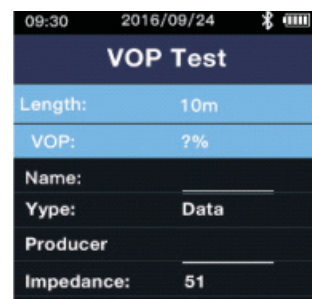 09:30 2016/09/24
VOP Test
Length: 10m
VOP: ?%
Name:
Yype: Data
Producer
Impedance: 51